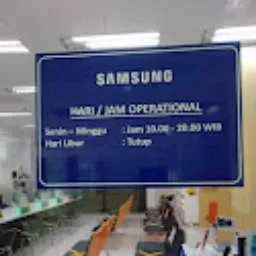 SAMSUNG
HARI / JAM OPERATIONAL
Senin - Minggu : Jam 10.00 - 20.00 WIB
Hari Libur : Tutup